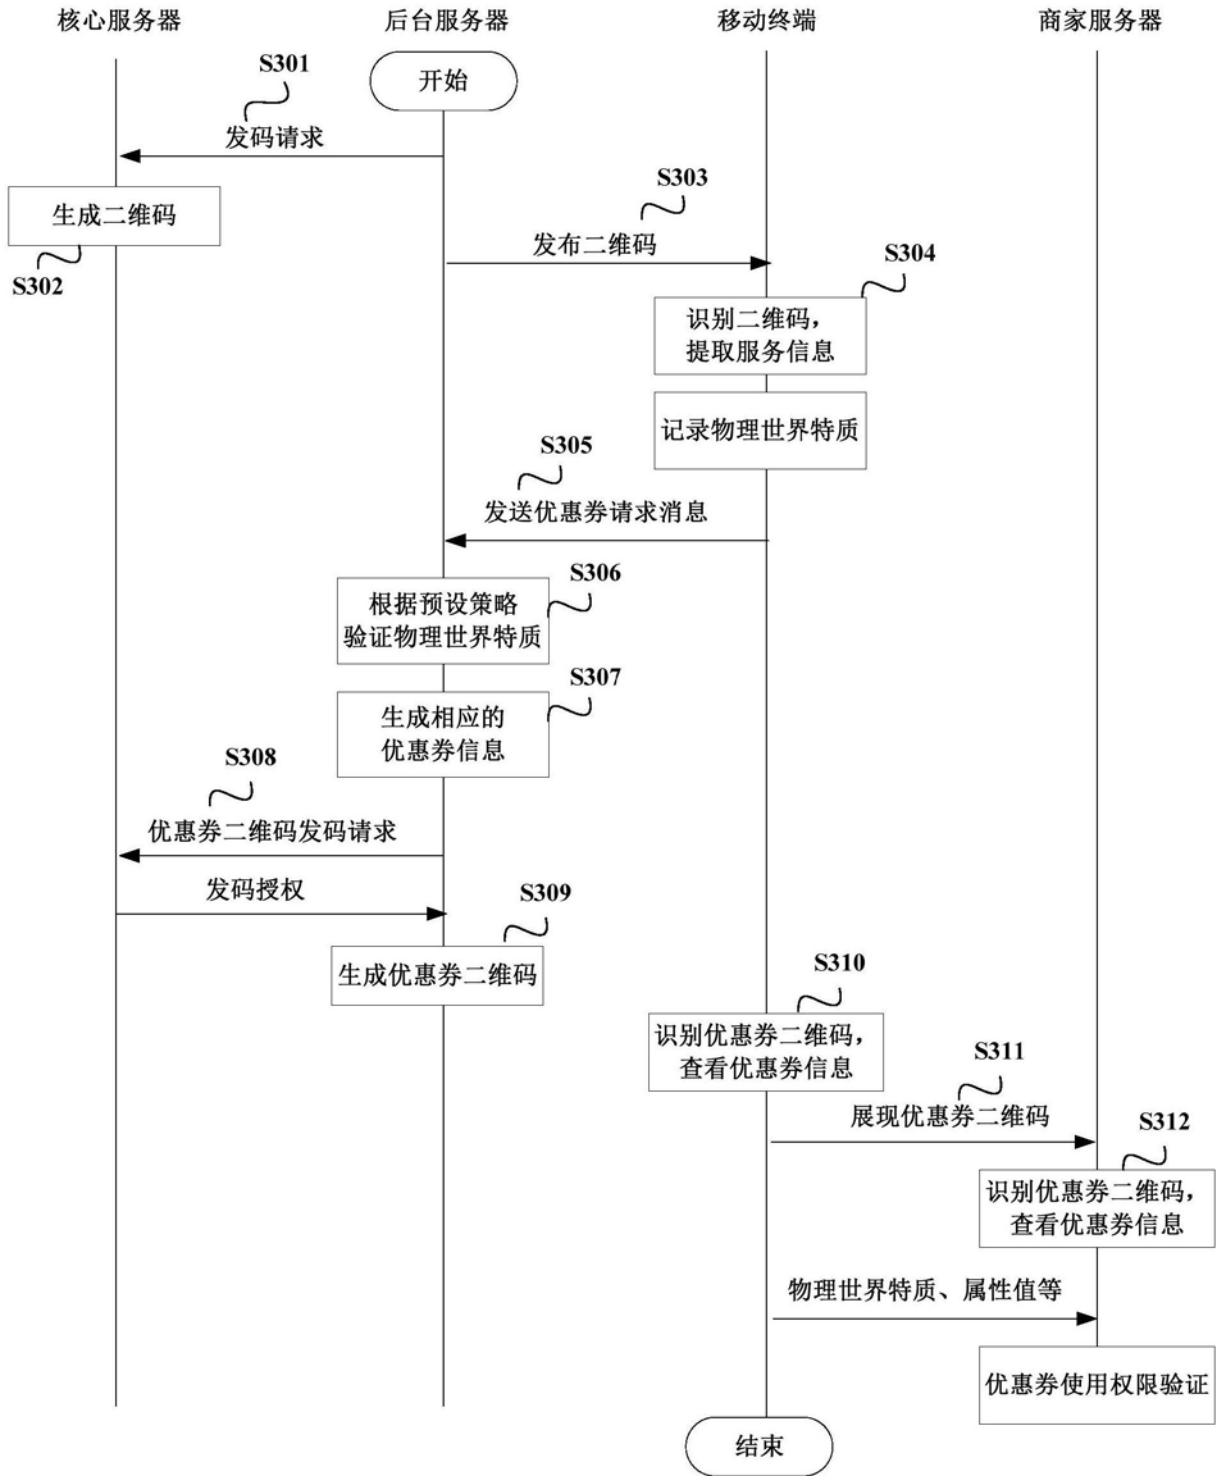 核心服务器
后台服务器
移动终端
商家服务器
开始
S301
发码请求
生成二维码
S302
S303
发布二维码
S304
识别二维码，
提取服务信息
记录物理世界特质
S305
发送优惠券请求消息
S306
根据预设策略
验证物理世界特质
S307
生成相应的
优惠券信息
S308
优惠券二维码发码请求
发码授权
S309
生成优惠券二维码
S310
识别优惠券二维码，
查看优惠券信息
S311
展现优惠券二维码
S312
识别优惠券二维码，
查看优惠券信息
物理世界特质、属性值等
优惠券使用权限验证
结束